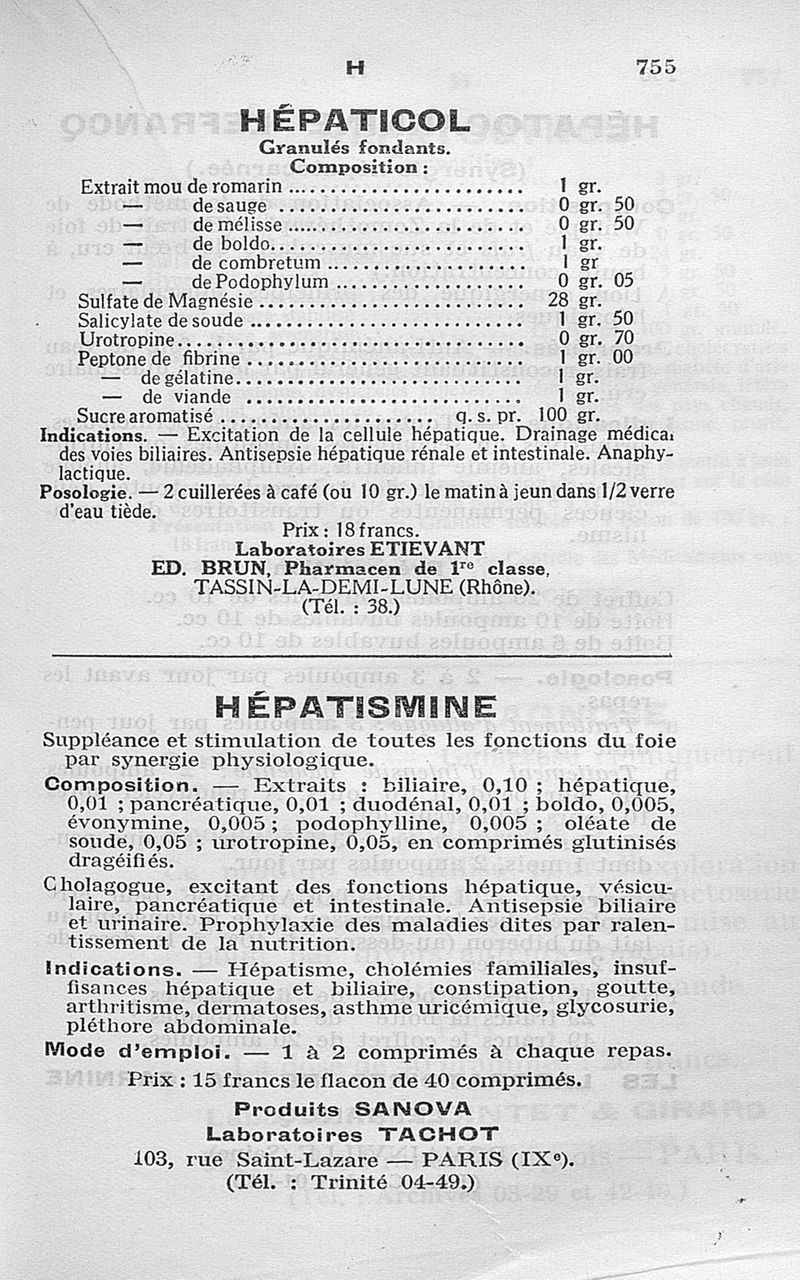 H 755
HÉPATICOL
Granulés fondants.
Composition :
Extrait mou de romarin ........................ 1 gr.
— de sauge ........................ 0 gr. 50
— de mélisse ........................ 0 gr. 50
— de boldo........................ 1 gr.
— de combretum .................... 1 gr
— de Podophylum ................... 0 gr. 05
Sulfate de Magnésie .......................... 28 gr.
Salicylate de soude ........................... 1 gr. 50
Urotropine.................................. 0 gr. 70
Peptone de fibrine ........................... 1 gr. 00
— de gélatine............................ 1 gr.
— de viande ........................... 1 gr.
Sucre aromatisé ..................... q. s. pr. 100 gr.
Indications. — Excitation de la cellule hépatique. Drainage médical
des voies biliaires. Antisepsie hépatique rénale et intestinale. Anaphy-
lactique.
Posologie. — 2 cuillerées à café (ou 10 gr.) le matin à jeun dans 1/2 verre
d'eau tiède.
Prix : 18 francs.
Laboratoires ETIEVANT
ED. BRUN, Pharmacen de 1re classe,
TASSIN-LA-DEMI-LUNE (Rhône).
(Tél. : 38.)
HÉPATISMINE
Suppléance et stimulation de toutes les fonctions du foie
par synergie physiologique.
Composition. — Extraits : biliaire, 0,10 ; hépatique,
0,01 ; pancréatique, 0,01 ; duodénal, 0,01 ; boldo, 0,005,
évonymine, 0,005 ; podophylline, 0,005 ; oléate de
soude, 0,05 ; urotropine, 0,05, en comprimés glutinisés
dragéifiés.
Cholagogue, excitant des fonctions hépatique, vésicu-
laire, pancréatique et intestinale. Antisepsie biliaire
et urinaire. Prophylaxie des maladies dites par ralen-
tissement de la nutrition.
Indications. — Hépatisme, cholémies familiales, insuf-
fisances hépatique et biliaire, constipation, goutte,
arthritisme, dermatoses, asthme uricémique, glycosurie,
pléthore abdominale.
Mode d'emploi. — 1 à 2 comprimés à chaque repas.
Prix : 15 francs le flacon de 40 comprimés.
Produits SANOVA
Laboratoires TACHOT
103, rue Saint-Lazare — PARIS (IXe).
(Tél. : Trinité 04-49.)